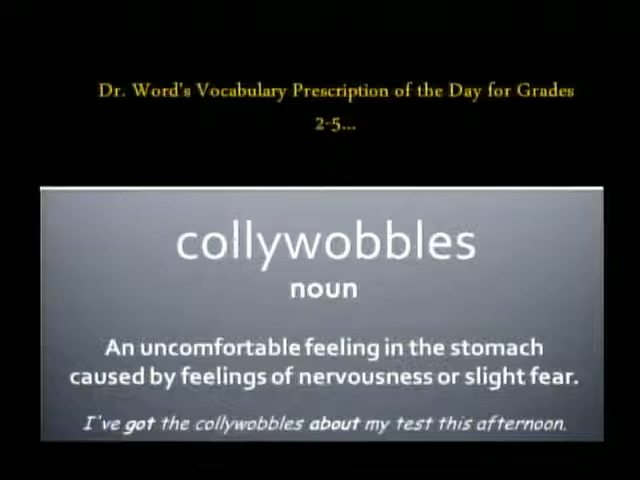 Dr. Word's Vocabulary Prescription of the Day for Grades
2-5...
collywobbles
noun
An uncomfortable feeling in the stomach
caused by feelings of nervousness or slight fear.
I've got the collywobbles about my test this afternoon.